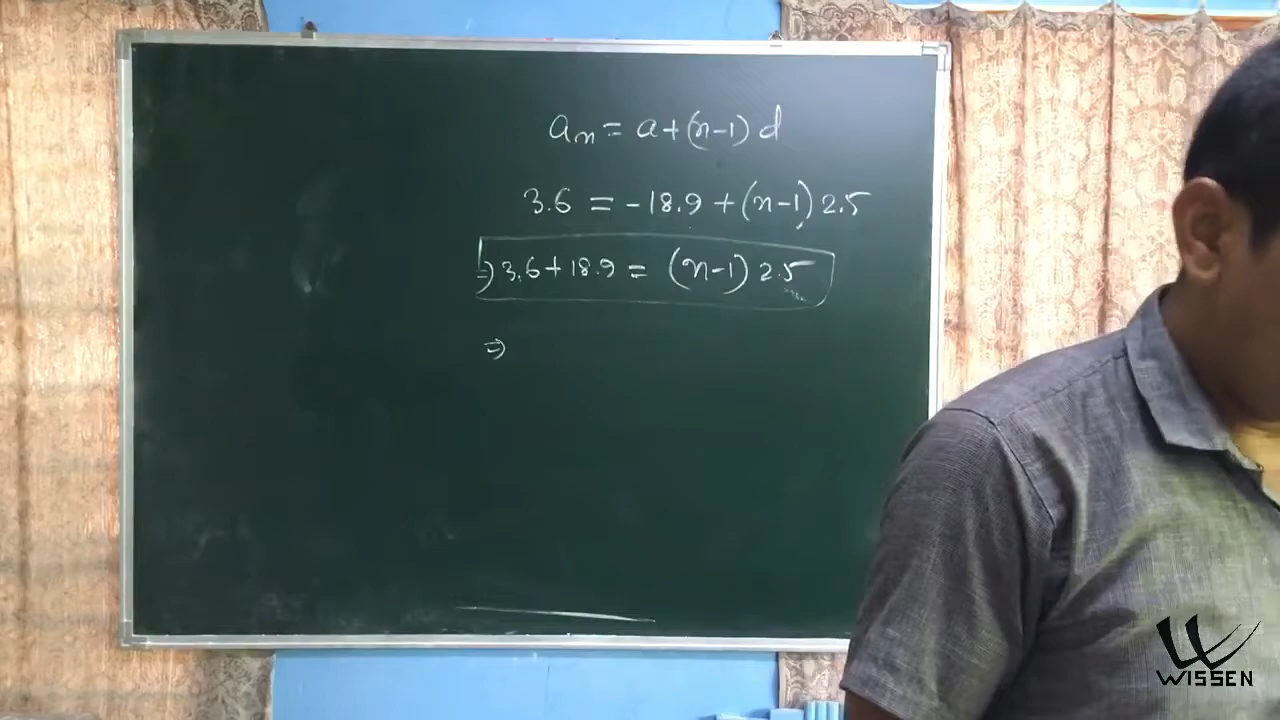 aₙ = a+(n-1) d
3.6 = -18.9 + (n-1) 2.5
⇒ 3.6 + 18.9 = (n-1) 2.5
⇒
WISSEN